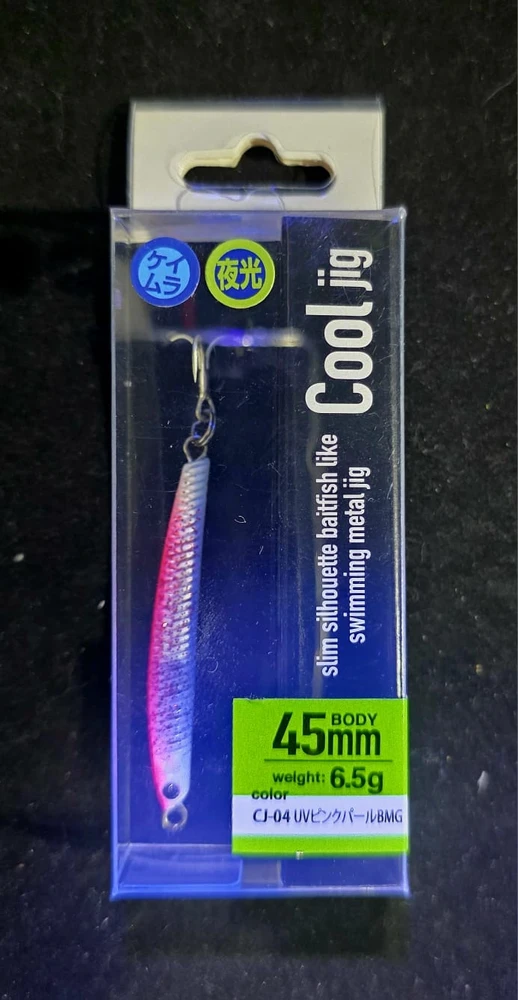 ケイ
ムラ
夜光
Cool jig
slim silhouette baitfish like
swimming metal jig
45mm
BODY
weight: 6.5g
color
CJ-04 UVピンクパールBMG